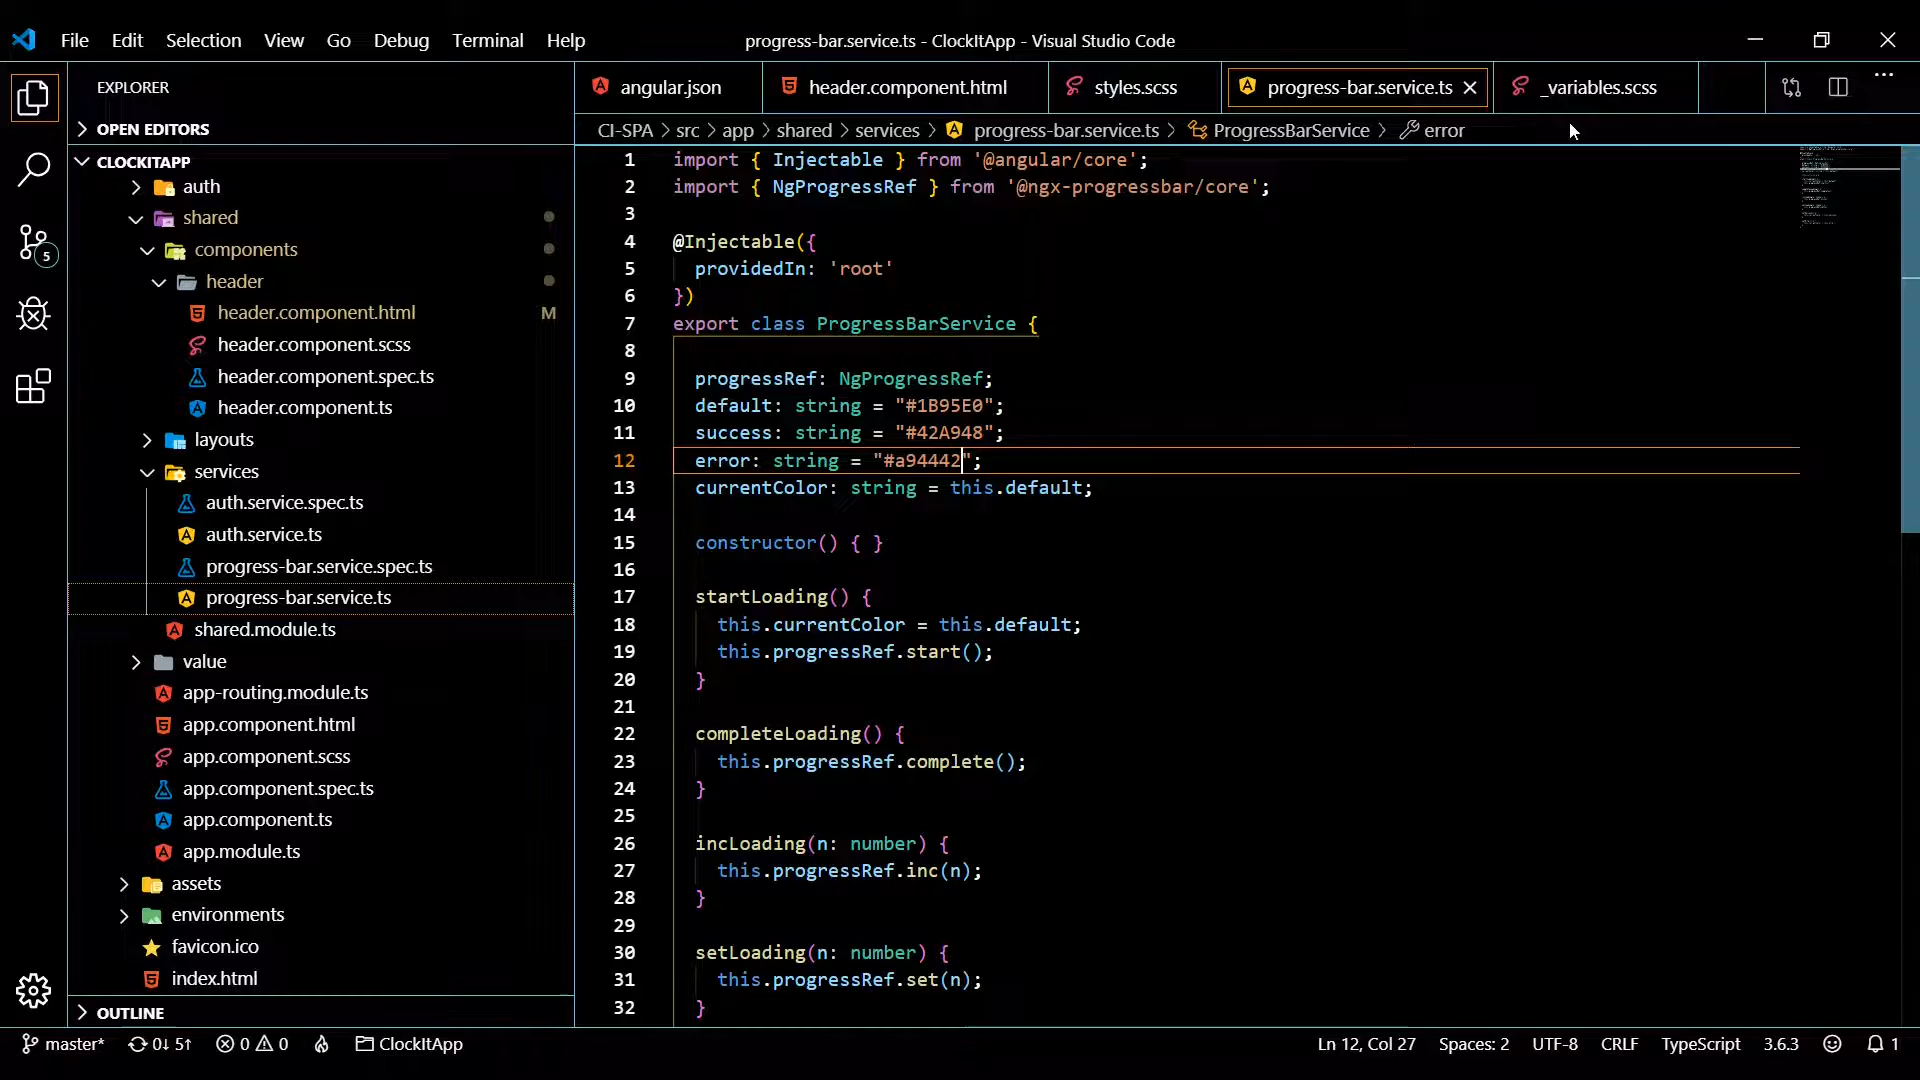 File Edit Selection View Go Debug Terminal Help
progress-bar.service.ts - ClockItApp - Visual Studio Code
EXPLORER
OPEN EDITORS
CLOCKITAPP
auth
shared
components
header
header.component.html M
header.component.scss
header.component.spec.ts
header.component.ts
layouts
services
auth.service.spec.ts
auth.service.ts
progress-bar.service.spec.ts
progress-bar.service.ts
shared.module.ts
value
app-routing.module.ts
app.component.html
app.component.scss
app.component.spec.ts
app.component.ts
app.module.ts
assets
environments
favicon.ico
index.html
OUTLINE
5
angular.json header.component.html styles.scss progress-bar.service.ts _variables.scss
CI-SPA > src > app > shared > services > progress-bar.service.ts > ProgressBarService > error
1 import { Injectable } from '@angular/core';
2 import { NgProgressRef } from '@ngx-progressbar/core';
3
4 @Injectable({
5 providedIn: 'root'
6 })
7 export class ProgressBarService {
8
9 progressRef: NgProgressRef;
10 default: string = "#1B95E0";
11 success: string = "#42A948";
12 error: string = "#a94442";
13 currentColor: string = this.default;
14
15 constructor() { }
16
17 startLoading() {
18 this.currentColor = this.default;
19 this.progressRef.start();
20 }
21
22 completeLoading() {
23 this.progressRef.complete();
24 }
25
26 incLoading(n: number) {
27 this.progressRef.inc(n);
28 }
29
30 setLoading(n: number) {
31 this.progressRef.set(n);
32 }
master* 0↓ 5↑ 0 0 ClockItApp Ln 12, Col 27 Spaces: 2 UTF-8 CRLF TypeScript 3.6.3 1